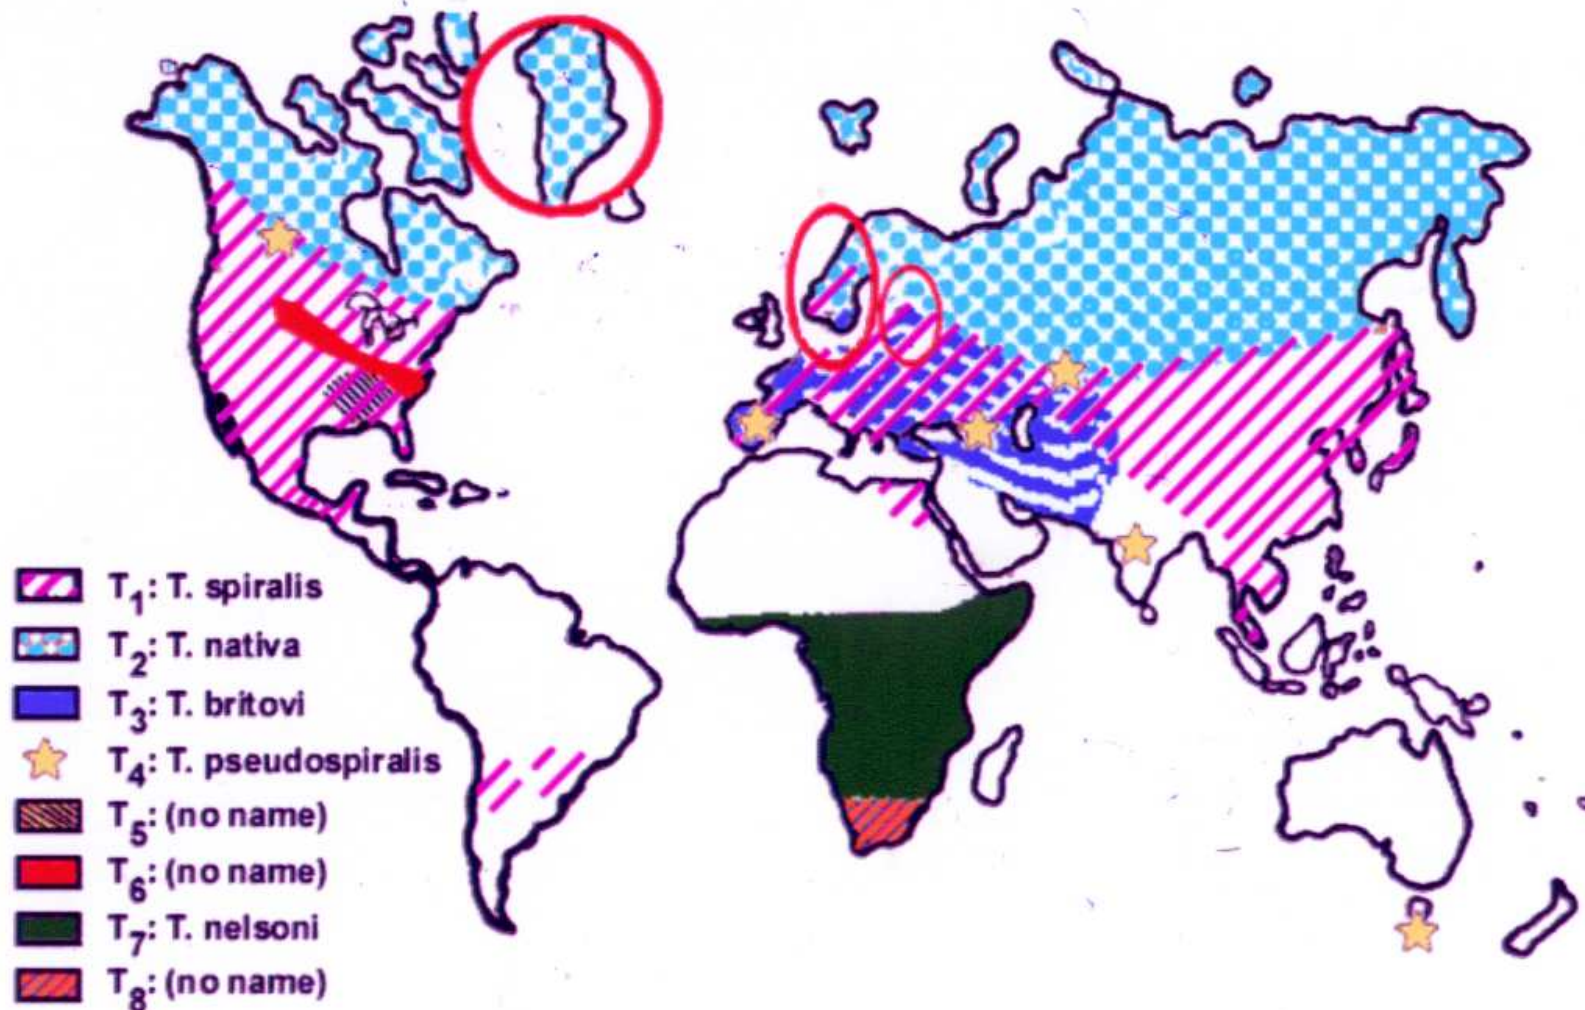 T1: T. spiralis
T2: T. nativa
T3: T. britovi
T4: T. pseudospiralis
T5: (no name)
T6: (no name)
T7: T. nelsoni
T8: (no name)